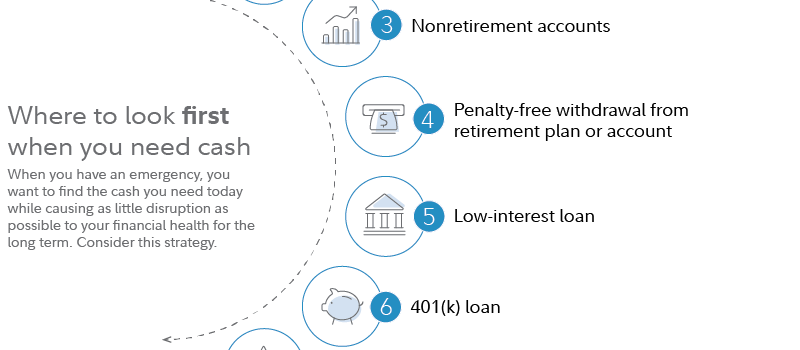 Where to look first
when you need cash
When you have an emergency, you
want to find the cash you need today
while causing as little disruption as
possible to your financial health for the
long term. Consider this strategy.
3 Nonretirement accounts
$
4 Penalty-free withdrawal from
retirement plan or account
5 Low-interest loan
6 401(k) loan